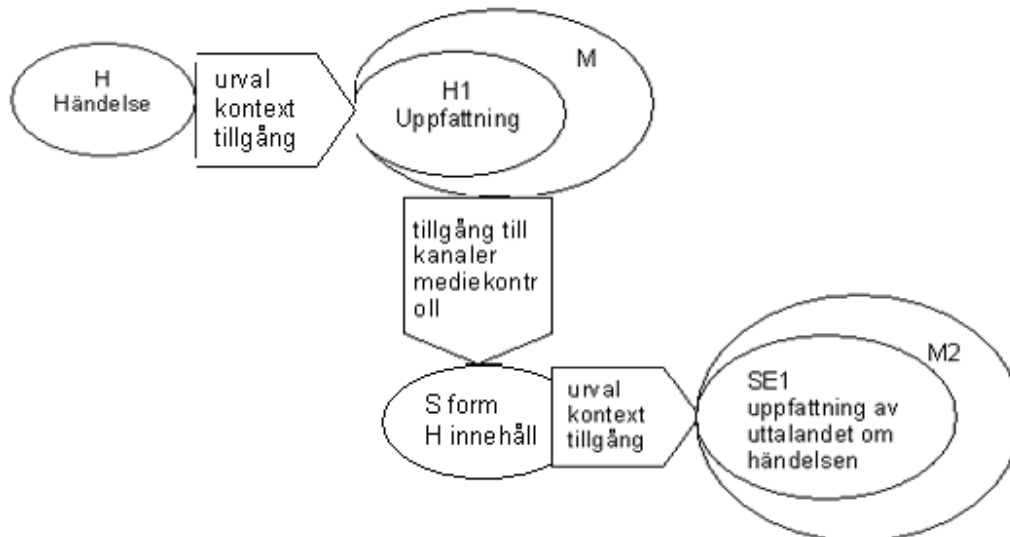 H
Händelse
urval
kontext
tillgång
H1
Uppfattning
M
tillgång till
kanaler
mediekontr
oll
S form
H innehåll
urval
kontext
tillgång
SE1
uppfattning av
uttalandet om
händelsen
M2